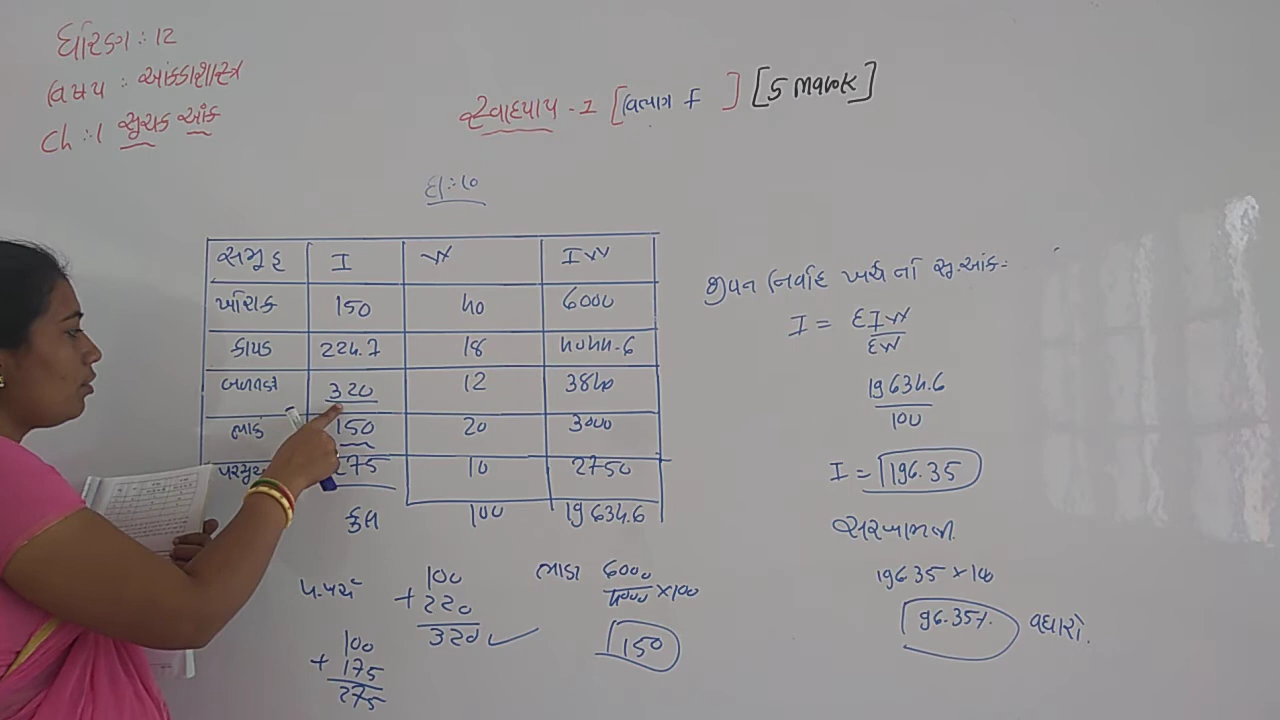 ધોરણ : 12
વિષય : આંકડાશાસ્ત્ર
Ch : 1 સૂચક આંક
સ્વાધ્યાય - I [વિભાગ F ] [5 Mark]
દા : 10
સમૂહ I W IW
ખોરાક 150 40 6000
કાપડ 224.7 18 4044.6
બળતણ 320 12 3840
ભાડું 150 20 3000
275 10 2750
કુલ 100 19634.6
જીવન નિર્વાહ ખર્ચ નો સૂ.આંક =
I = ΣIW
ΣW
19634.6
100
I = 196.35
સરખામણી
196.35 × 100
96.35%. વધારો.
100
+ 220
320
100
+ 175
275
ભાડા 6000
4000 × 100
150